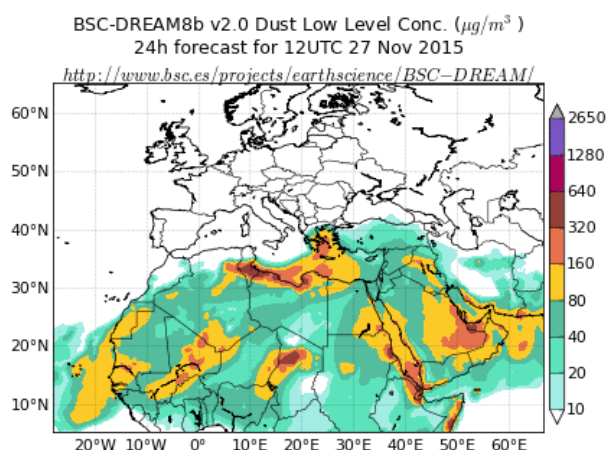 BSC-DREAM8b v2.0 Dust Low Level Conc. (μg/m³ )
24h forecast for 12UTC 27 Nov 2015
http://www.bsc.es/projects/earthscience/BSC−DREAM/
60°N
50°N
40°N
30°N
20°N
10°N
20°W 10°W 0° 10°E 20°E 30°E 40°E 50°E 60°E
2650
1280
640
320
160
80
40
20
10